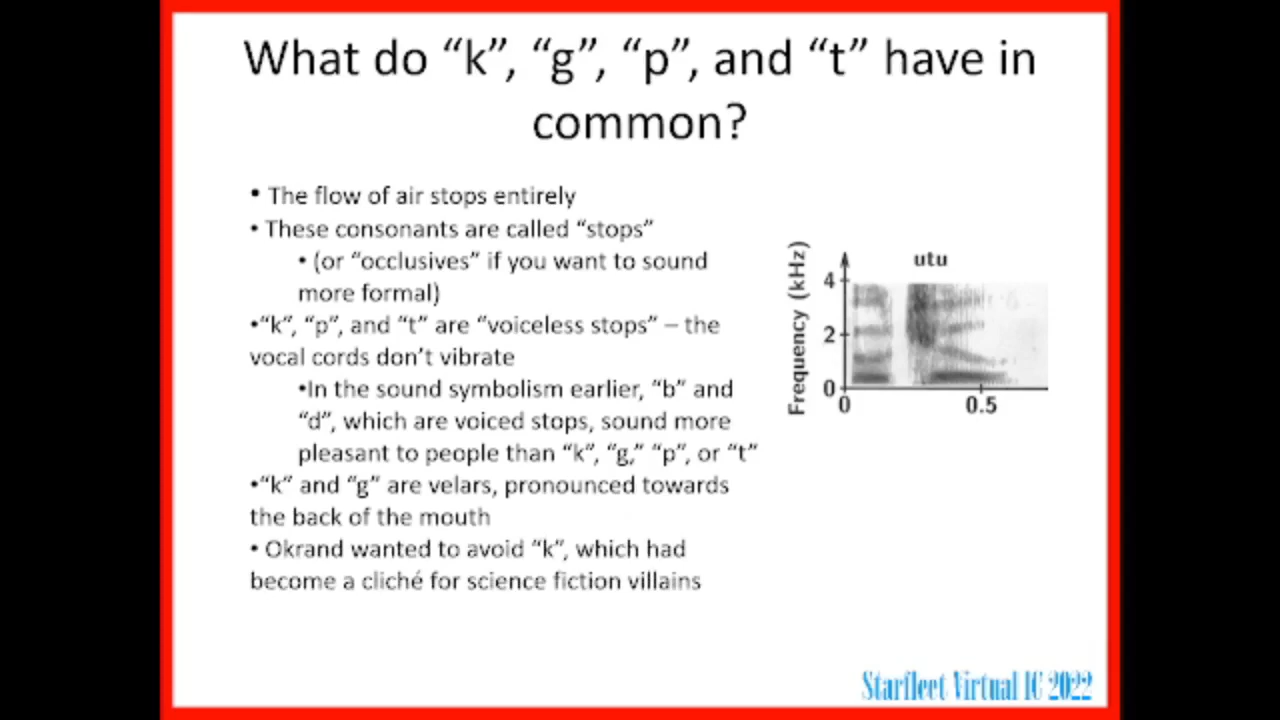 What do “k”, “g”, “p”, and “t” have in
common?
• The flow of air stops entirely
• These consonants are called “stops”
• (or “occlusives” if you want to sound
more formal)
•“k”, “p”, and “t” are “voiceless stops” – the
vocal cords don’t vibrate
•In the sound symbolism earlier, “b” and
“d”, which are voiced stops, sound more
pleasant to people than “k”, “g,” “p”, or “t”
•“k” and “g” are velars, pronounced towards
the back of the mouth
• Okrand wanted to avoid “k”, which had
become a cliché for science fiction villains
utu
Frequency (kHz)
4
2
0
0 0.5
Starfleet Virtual IC 2022